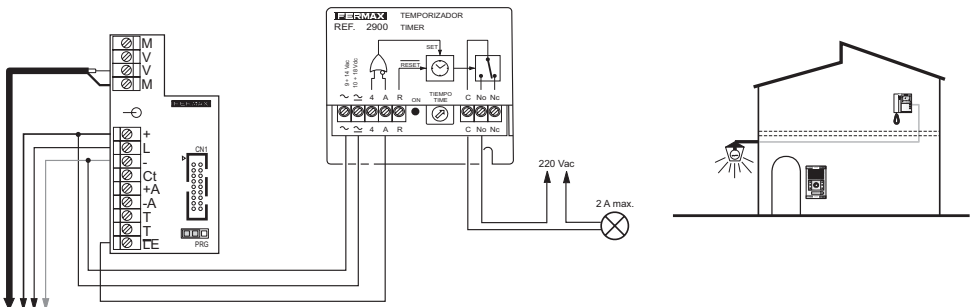 M
V
V
M
FERMAX
+
L
-
Ct
+A
-A
T
T
LE
CN1
PRG
FERMAX TEMPORIZADOR
REF. 2900 TIMER
9 ÷ 14 Vac
10 ÷ 18 Vdc
SET
RESET
4 A R
ON
TIEMPO
TIME
C No Nc
4 A R
C No Nc
220 Vac
2 A max.